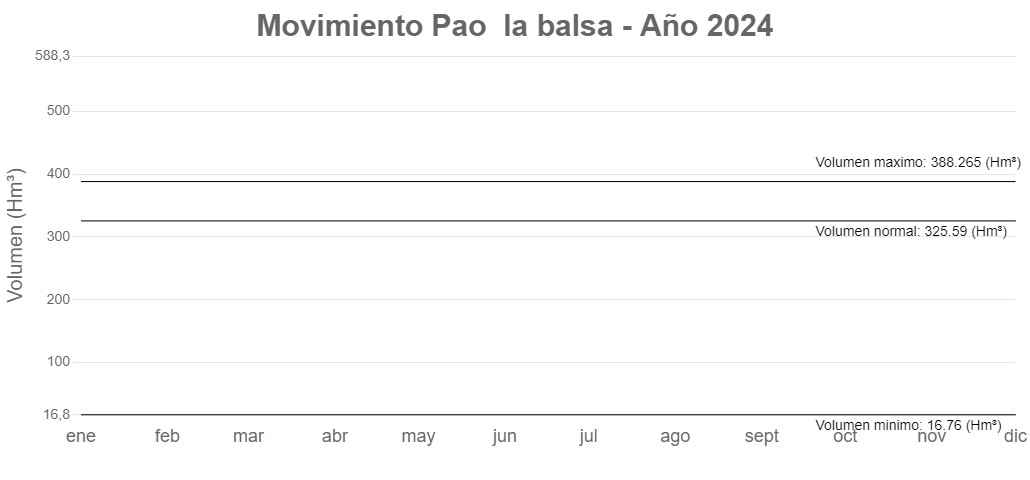 Movimiento Pao  la balsa - Año 2024
588,3
500
Volumen maximo: 388.265 (Hm³)
400
Volumen normal: 325.59 (Hm³)
300
Volumen (Hm³)
200
100
16,8
Volumen minimo: 16.76 (Hm³)
ene feb mar abr may jun jul ago sept oct nov dic